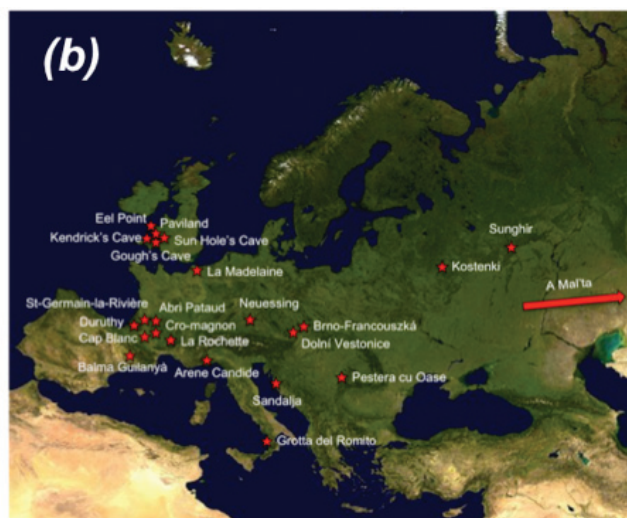 (b)
Eel Point
Paviland
Kendrick's Cave
Sun Hole's Cave
Gough's Cave
La Madelaine
Sunghir
Kostenki
A Mal'ta
St-Germain-la-Rivière
Abri Pataud
Neuessing
Duruthy
Cro-magnon
Brno-Francouszká
Cap Blanc
La Rochette
Dolní Vestonice
Balma Guilanyà
Arene Candide
Pestera cu Oase
Sandalja
Grotta del Romito